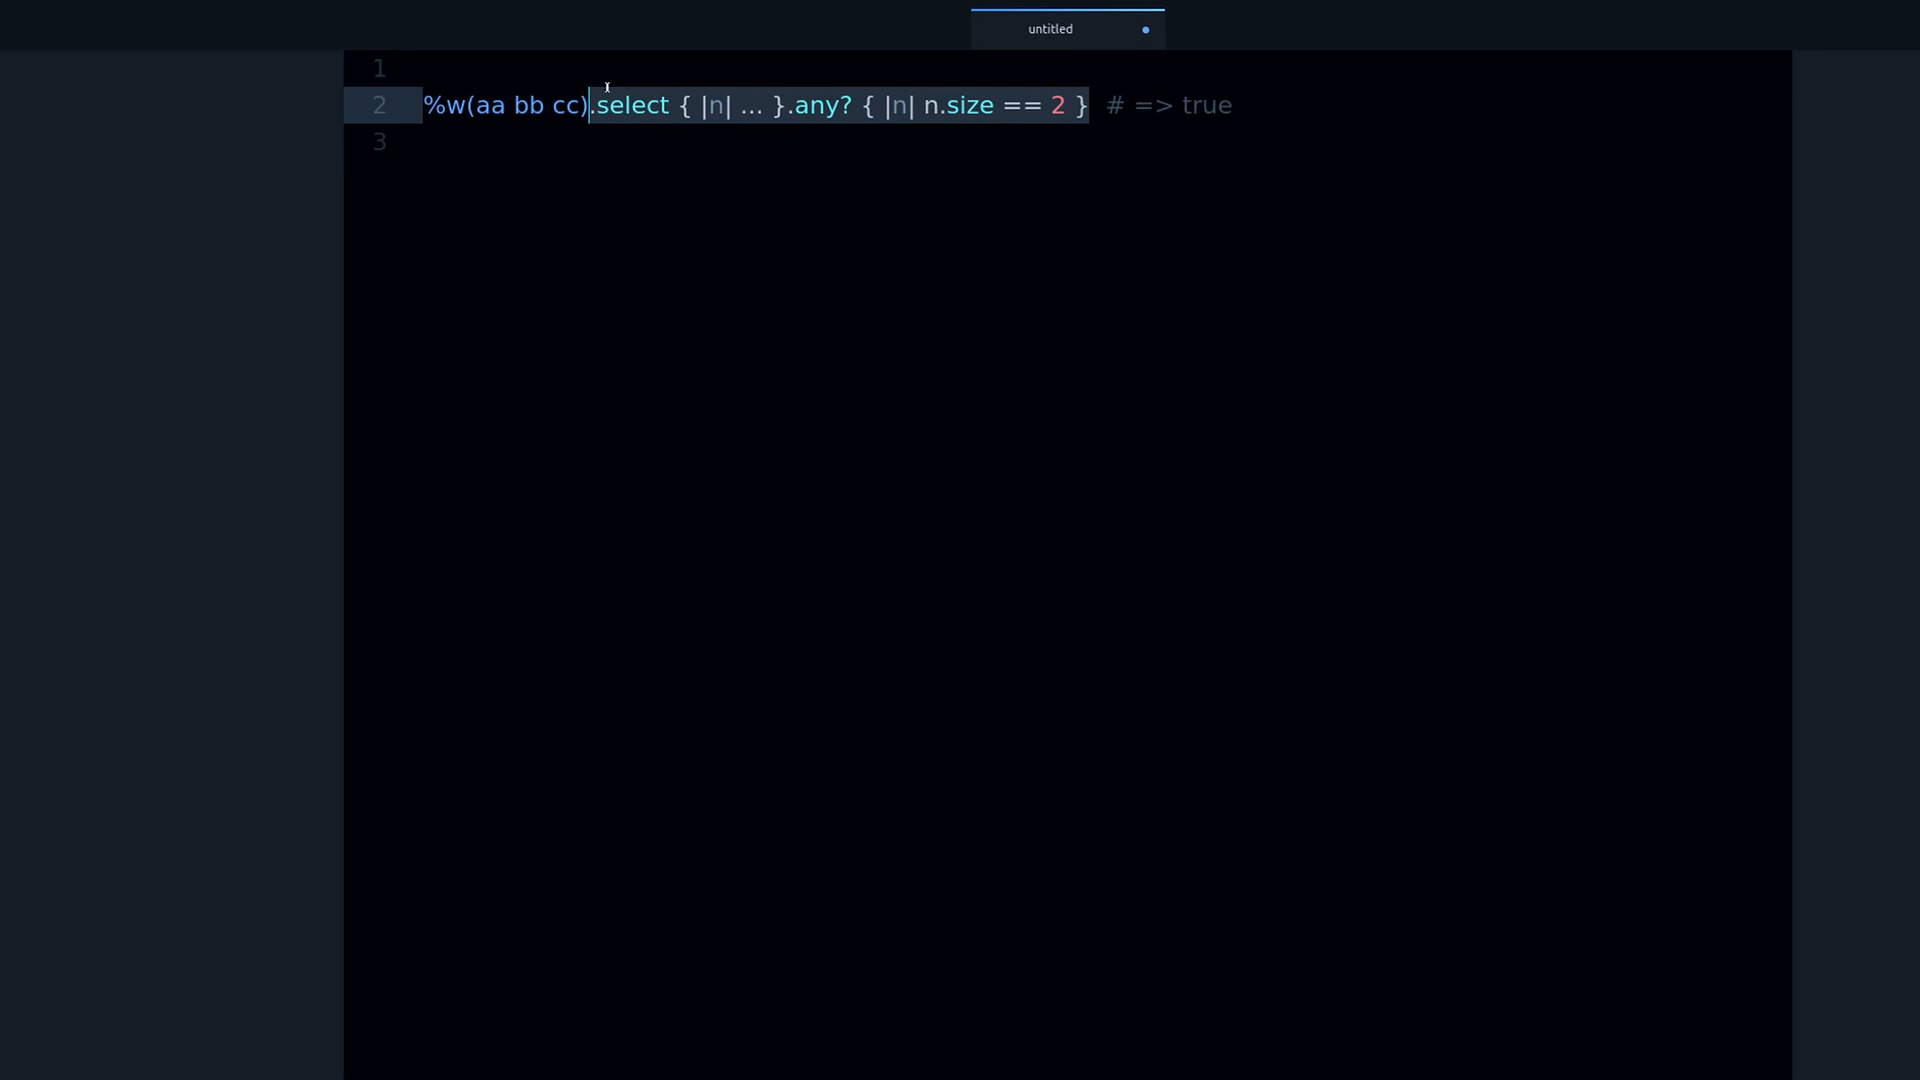 untitled
1
2 %w(aa bb cc).select { |n| ... }.any? { |n| n.size == 2 } # => true
3